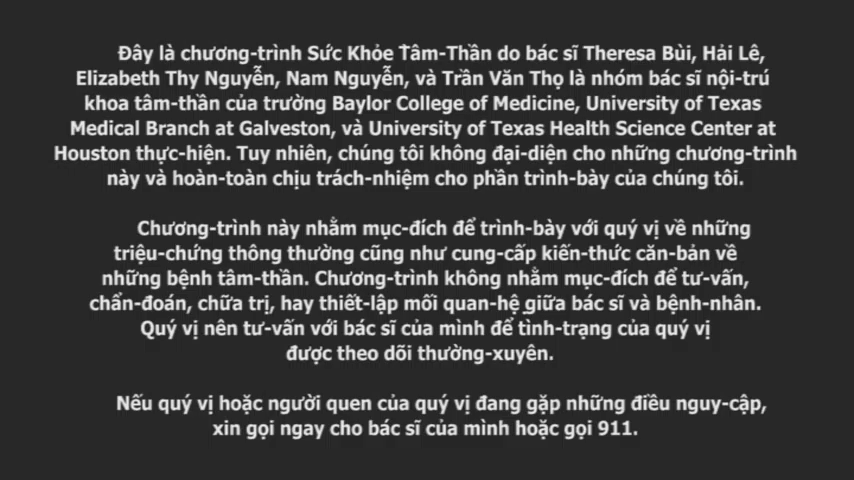 Đây là chương-trình Sức Khỏe Tâm-Thần do bác sĩ Theresa Bùi, Hải Lê,
Elizabeth Thy Nguyễn, Nam Nguyễn, và Trần Văn Thọ là nhóm bác sĩ nội-trú
khoa tâm-thần của trường Baylor College of Medicine, University of Texas
Medical Branch at Galveston, và University of Texas Health Science Center at
Houston thực-hiện. Tuy nhiên, chúng tôi không đại-diện cho những chương-trình
này và hoàn-toàn chịu trách-nhiệm cho phần trình-bày của chúng tôi.
Chương-trình này nhằm mục-đích để trình-bày với quý vị về những
triệu-chứng thông thường cũng như cung-cấp kiến-thức căn-bản về
những bệnh tâm-thần. Chương-trình không nhằm mục-đích để tư-vấn,
chẩn-đoán, chữa trị, hay thiết-lập mối quan-hệ giữa bác sĩ và bệnh-nhân.
Quý vị nên tư-vấn với bác sĩ của mình để tình-trạng của quý vị
được theo dõi thường-xuyên.
Nếu quý vị hoặc người quen của quý vị đang gặp những điều nguy-cập,
xin gọi ngay cho bác sĩ của mình hoặc gọi 911.